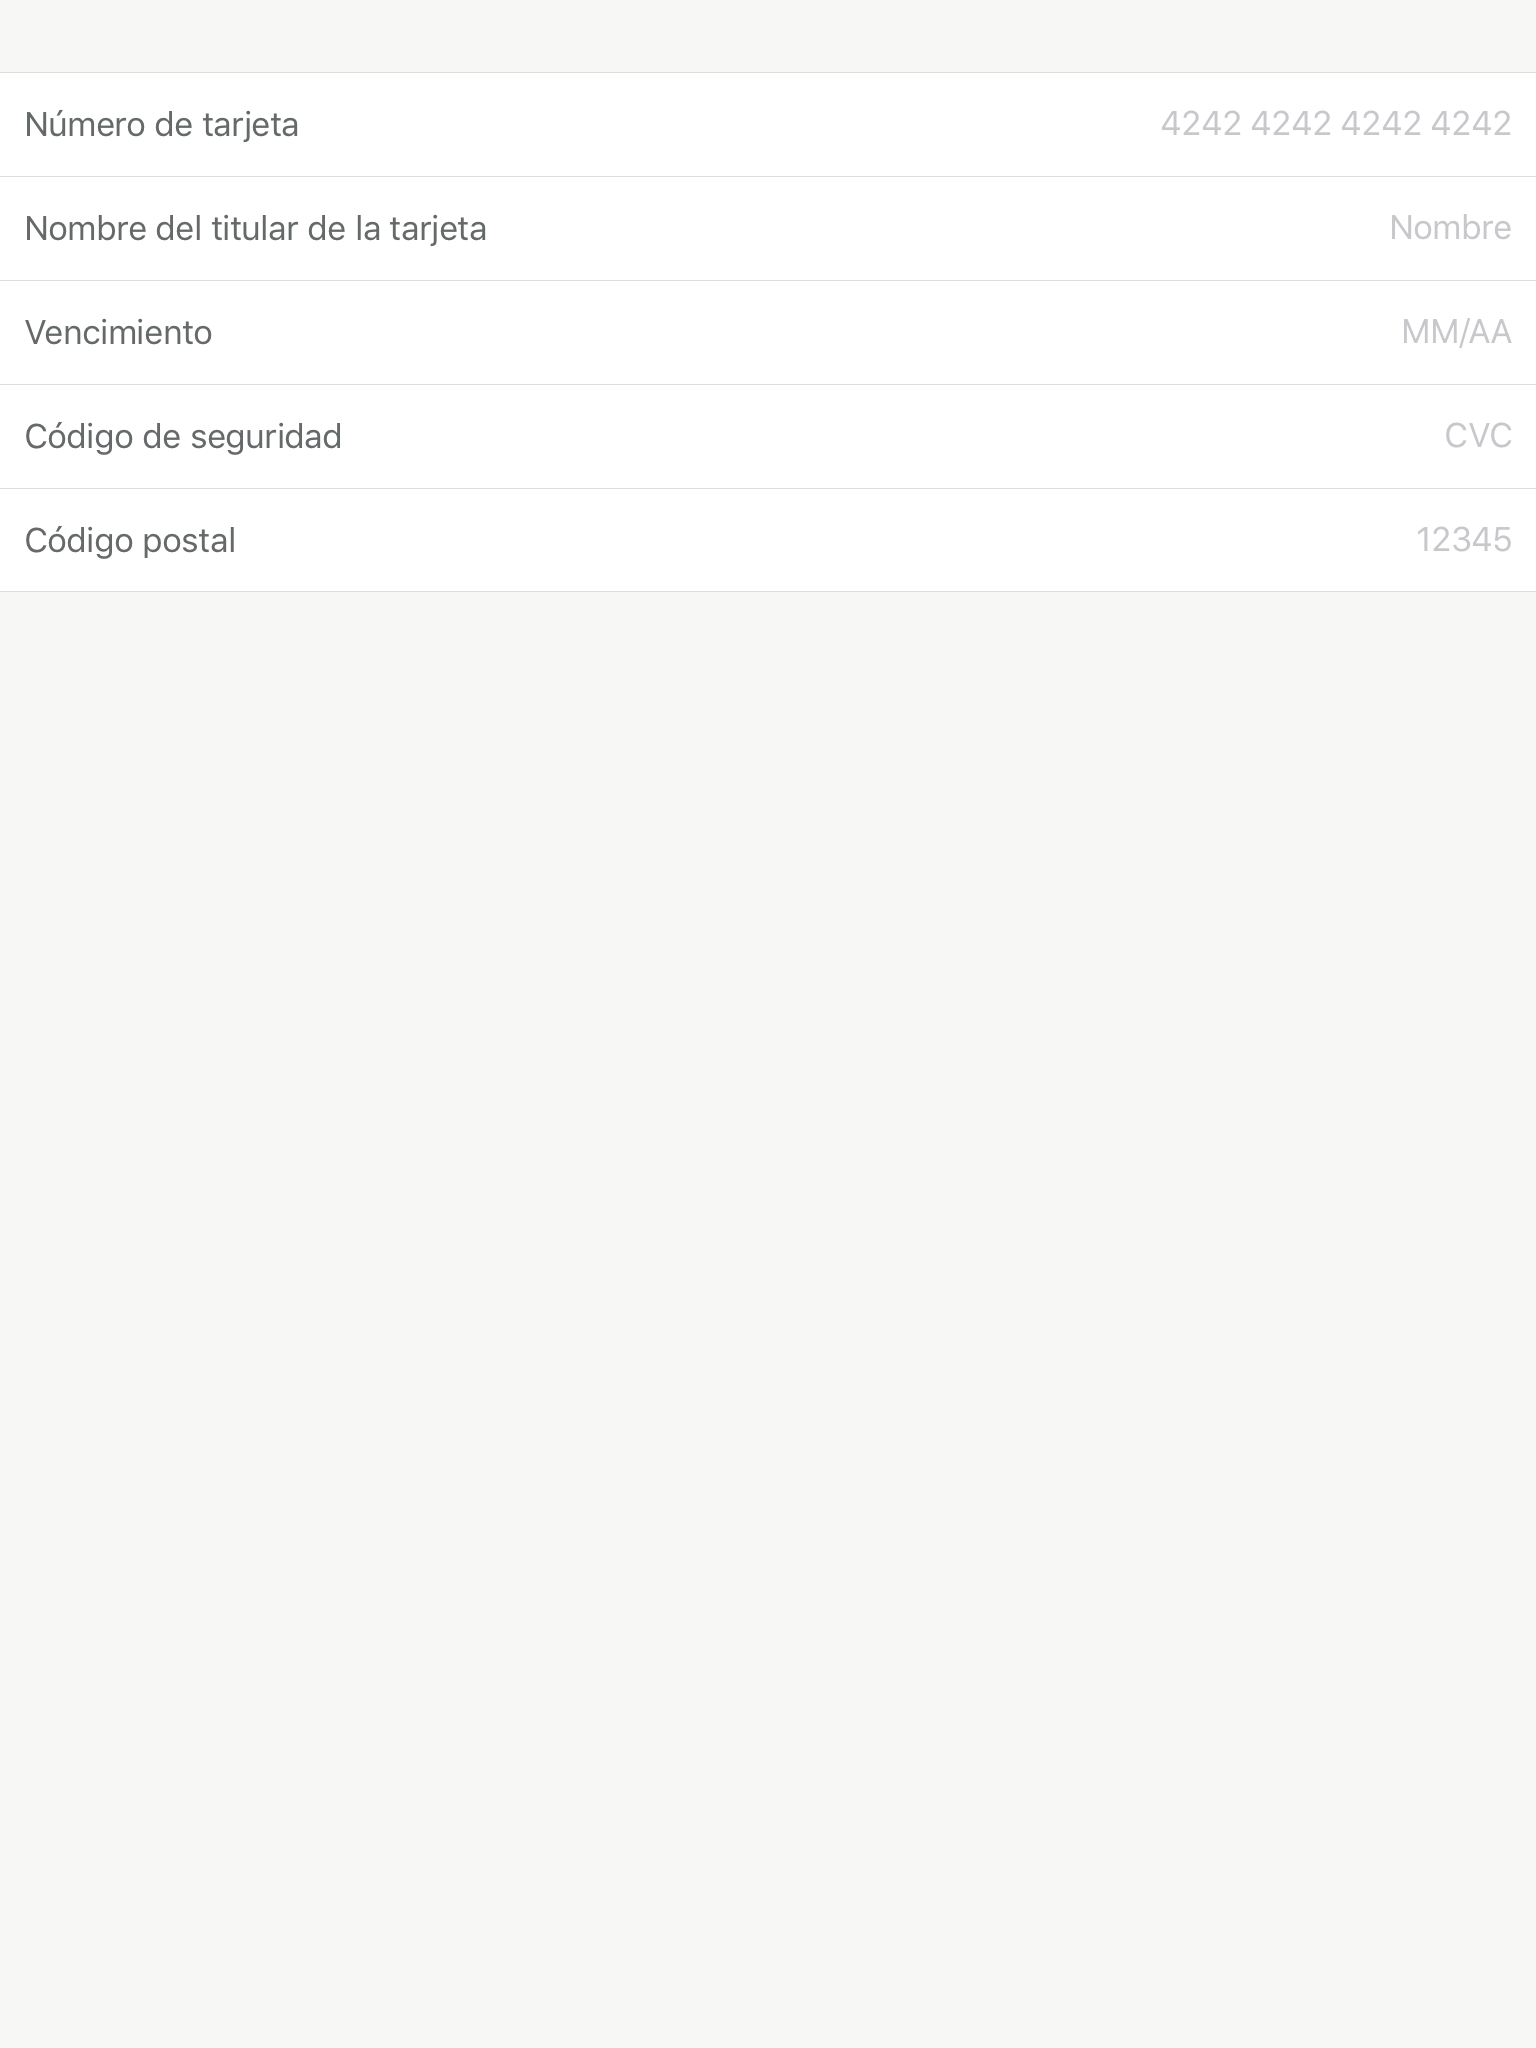 Número de tarjeta 4242 4242 4242 4242
Nombre del titular de la tarjeta Nombre
Vencimiento MM/AA
Código de seguridad CVC
Código postal 12345